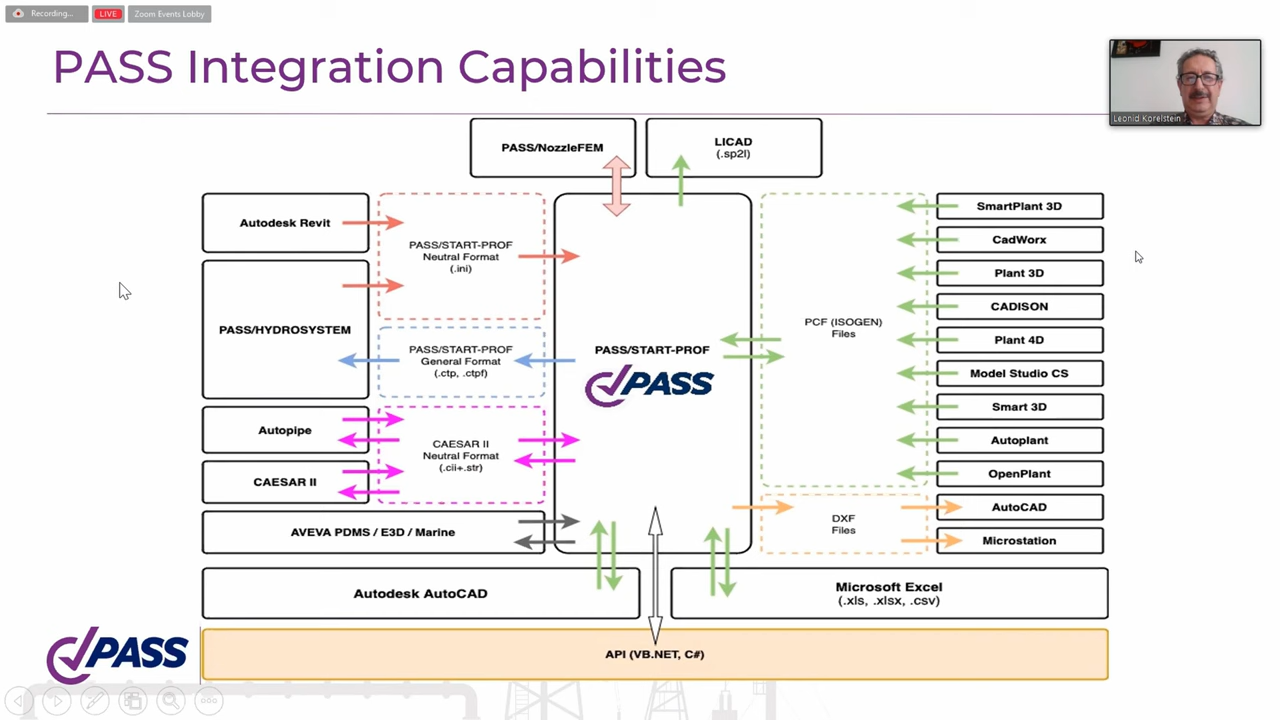 Recording...
LIVE
Zoom Events Lobby
PASS Integration Capabilities
Leonid Korelstein
PASS/NozzleFEM
LICAD
(.sp2l)
Autodesk Revit
PASS/HYDROSYSTEM
Autopipe
CAESAR II
AVEVA PDMS / E3D / Marine
PASS/START-PROF
Neutral Format
(.ini)
PASS/START-PROF
General Format
(.ctp, .ctpf)
CAESAR II
Neutral Format
(.cii+.str)
PASS/START-PROF
PASS
PCF (ISOGEN)
Files
DXF
Files
SmartPlant 3D
CadWorx
Plant 3D
CADISON
Plant 4D
Model Studio CS
Smart 3D
Autoplant
OpenPlant
AutoCAD
Microstation
Autodesk AutoCAD
Microsoft Excel
(.xls, .xlsx, .csv)
PASS
API (VB.NET, C#)